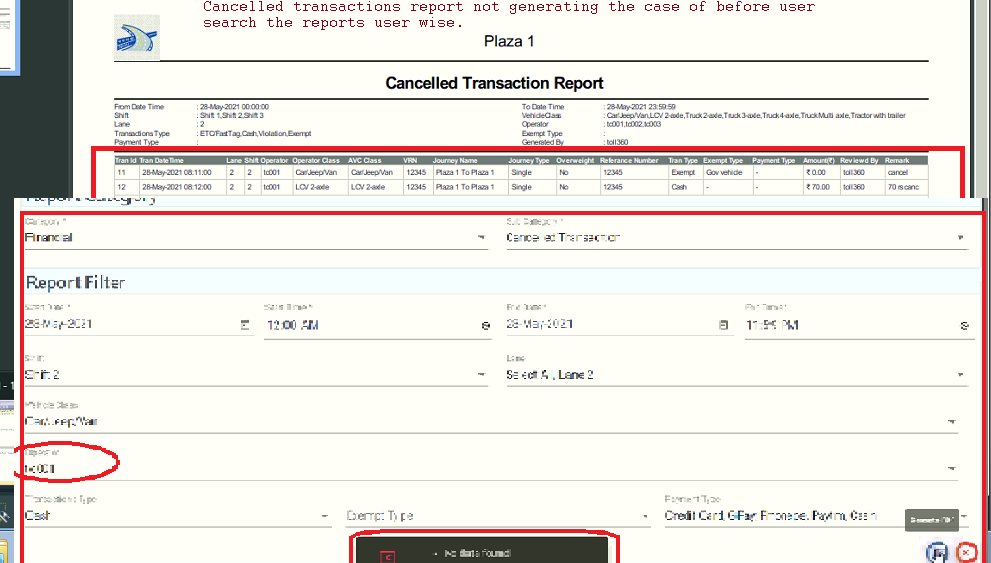 Cancelled transactions report not generating the case of before user
search the reports user wise.
Plaza 1
Cancelled Transaction Report
From Date Time : 28-May-2021 00:00:00 To Date Time : 28-May-2021 23:59:59
Shift : Shift 1,Shift 2,Shift 3 VehicleClass : Car/Jeep/Van,LCV 2-axle,Truck 2-axle,Truck 3-axle,Truck 4-axle,Truck Multi axle,Tractor with trailer
Lane : 2 Operator : tc001,tc002,tc003
Transactions Type : ETC/FastTag,Cash,Violation,Exempt Exempt Type :
Payment Type : Generated By : toll360
Tran Id Tran DateTime Lane Shift Operator Operator Class AVC Class VRN Journey Name Journey Type Overweight Referance Number Tran Type Exempt Type Payment Type Amount(₹) Reviewd By Remark
11 28-May-2021 08:11:00 2 2 tc001 Car/Jeep/Van Car/Jeep/Van 12345 Plaza 1 To Plaza 1 Single No 12345 Exempt Gov vehicle - ₹ 0.00 toll360 cancel
12 28-May-2021 08:12:00 2 2 tc001 LCV 2-axle LCV 2-axle 12345 Plaza 1 To Plaza 1 Single No 12345 Cash - - ₹ 70.00 toll360 70 rs canc
Report Category
Category * Sub Category *
Financial Cancelled Transaction
Report Filter
Start Date * Start Time * End Date * End Time *
28-May-2021 12:00 AM 28-May-2021 11:59 PM
Shift Lane
Shift 2 Select All, Lane 2
Vehicle Class
Car/Jeep/Van
Operator
tc001
Transactions Type Exempt Type Payment Type
Cash Credit Card, GPay, Phonepe, Paytm, Cash
No data found